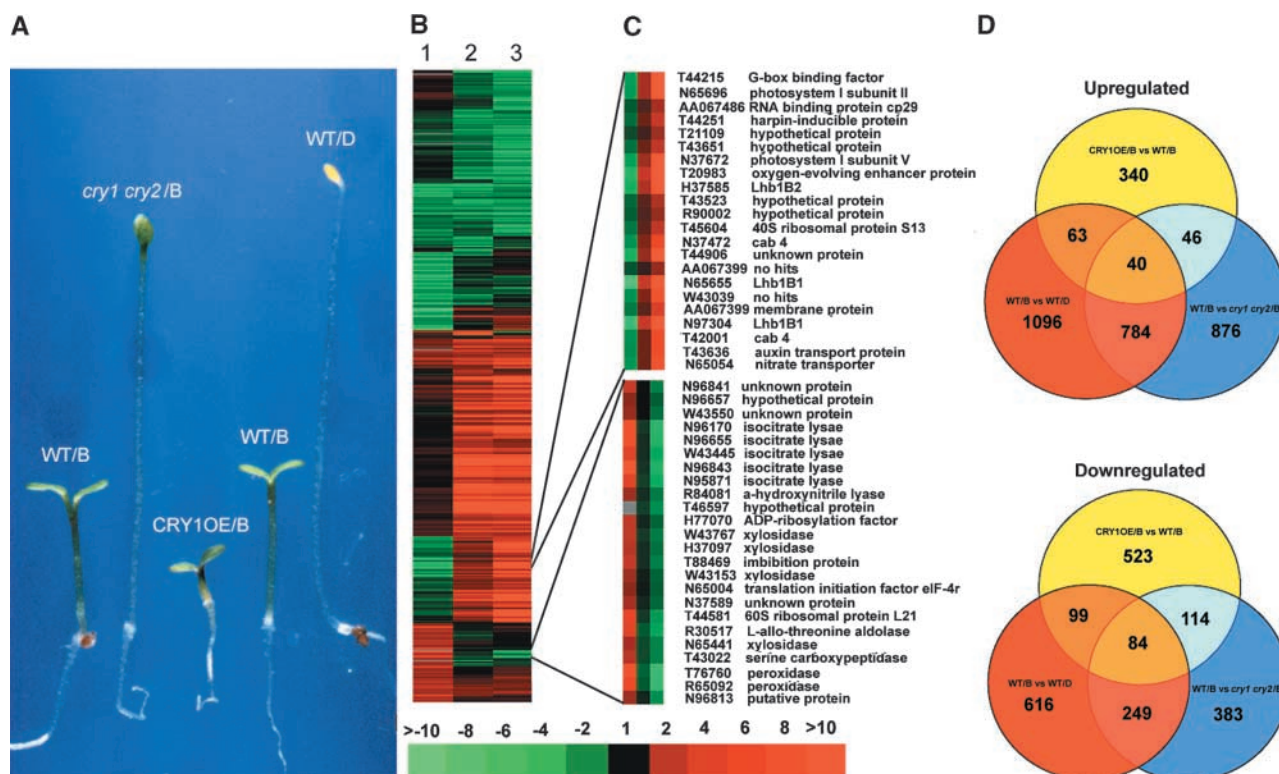 A
WT/B
cry1 cry2/B
CRY1OE/B
WT/B
WT/D
B
1 2 3
C
T44215 G-box binding factor
N65696 photosystem I subunit II
AA067486 RNA binding protein cp29
T44251 harpin-inducible protein
T21109 hypothetical protein
T43651 hypothetical protein
N37672 photosystem I subunit V
T20983 oxygen-evolving enhancer protein
H37585 Lhb1B2
T43523 hypothetical protein
R90002 hypothetical protein
T45604 40S ribosomal protein S13
N37472 cab 4
T44906 unknown protein
AA067399 no hits
N65655 Lhb1B1
W43039 no hits
AA067399 membrane protein
N97304 Lhb1B1
T42001 cab 4
T43636 auxin transport protein
N65054 nitrate transporter
N96841 unknown protein
N96657 hypothetical protein
W43550 unknown protein
N96170 isocitrate lysae
N96655 isocitrate lyase
W43445 isocitrate lyase
N96843 isocitrate lyase
N95871 isocitrate lyase
R84081 a-hydroxynitrile lyase
T46597 hypothetical protein
H77070 ADP-ribosylation factor
W43767 xylosidase
H37097 xylosidase
T88469 imbibition protein
W43153 xylosidase
N65004 translation initiation factor eIF-4r
N37589 unknown protein
T44581 60S ribosomal protein L21
R30517 L-allo-threonine aldolase
N65441 xylosidase
T43022 serine carboxypeptidase
T76760 peroxidase
R65092 peroxidase
N96813 putative protein
>-10 -8 -6 -4 -2 1 2 4 6 8 >10
D
Upregulated
CRY1OE/B vs WT/B
340
63
46
40
WT/B vs WT/D
1096
784
WT/B vs cry1 cry2/B
876
Downregulated
CRY1OE/B vs WT/B
523
99
114
84
WT/B vs WT/D
616
249
WT/B vs cry1 cry2/B
383